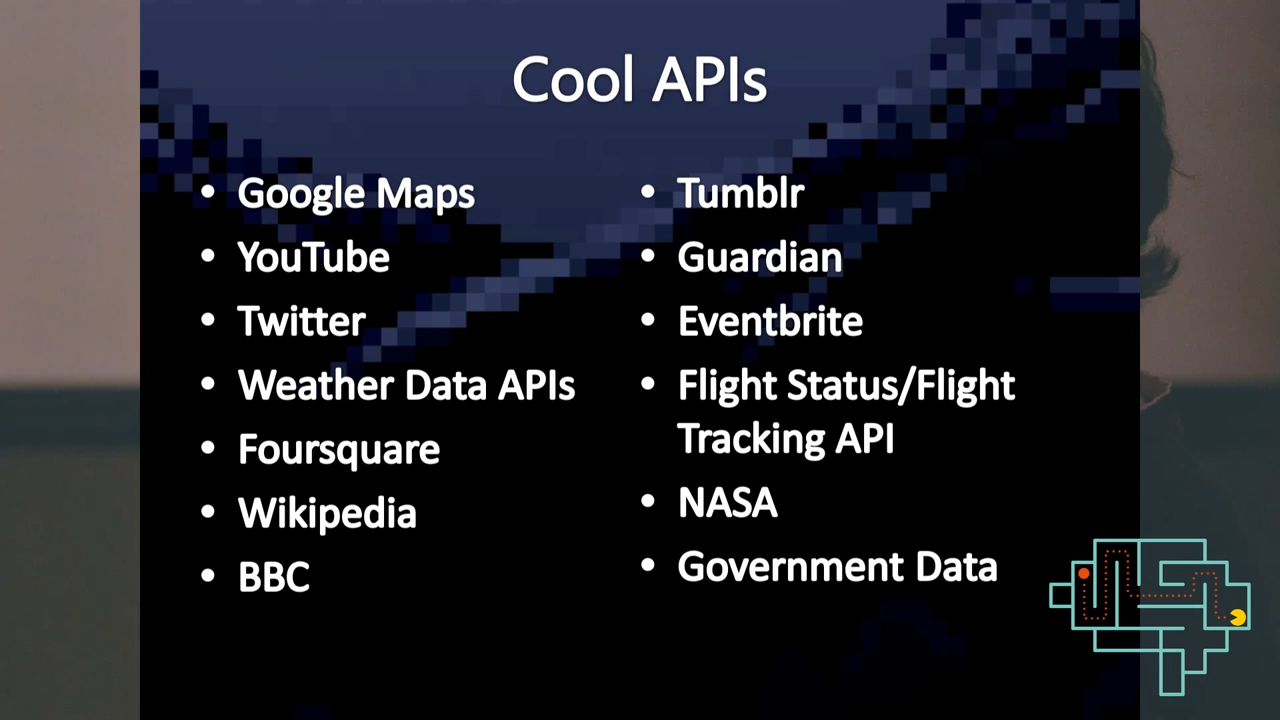 Cool APIs
• Google Maps
• YouTube
• Twitter
• Weather Data APIs
• Foursquare
• Wikipedia
• BBC
• Tumblr
• Guardian
• Eventbrite
• Flight Status/Flight
Tracking API
• NASA
• Government Data